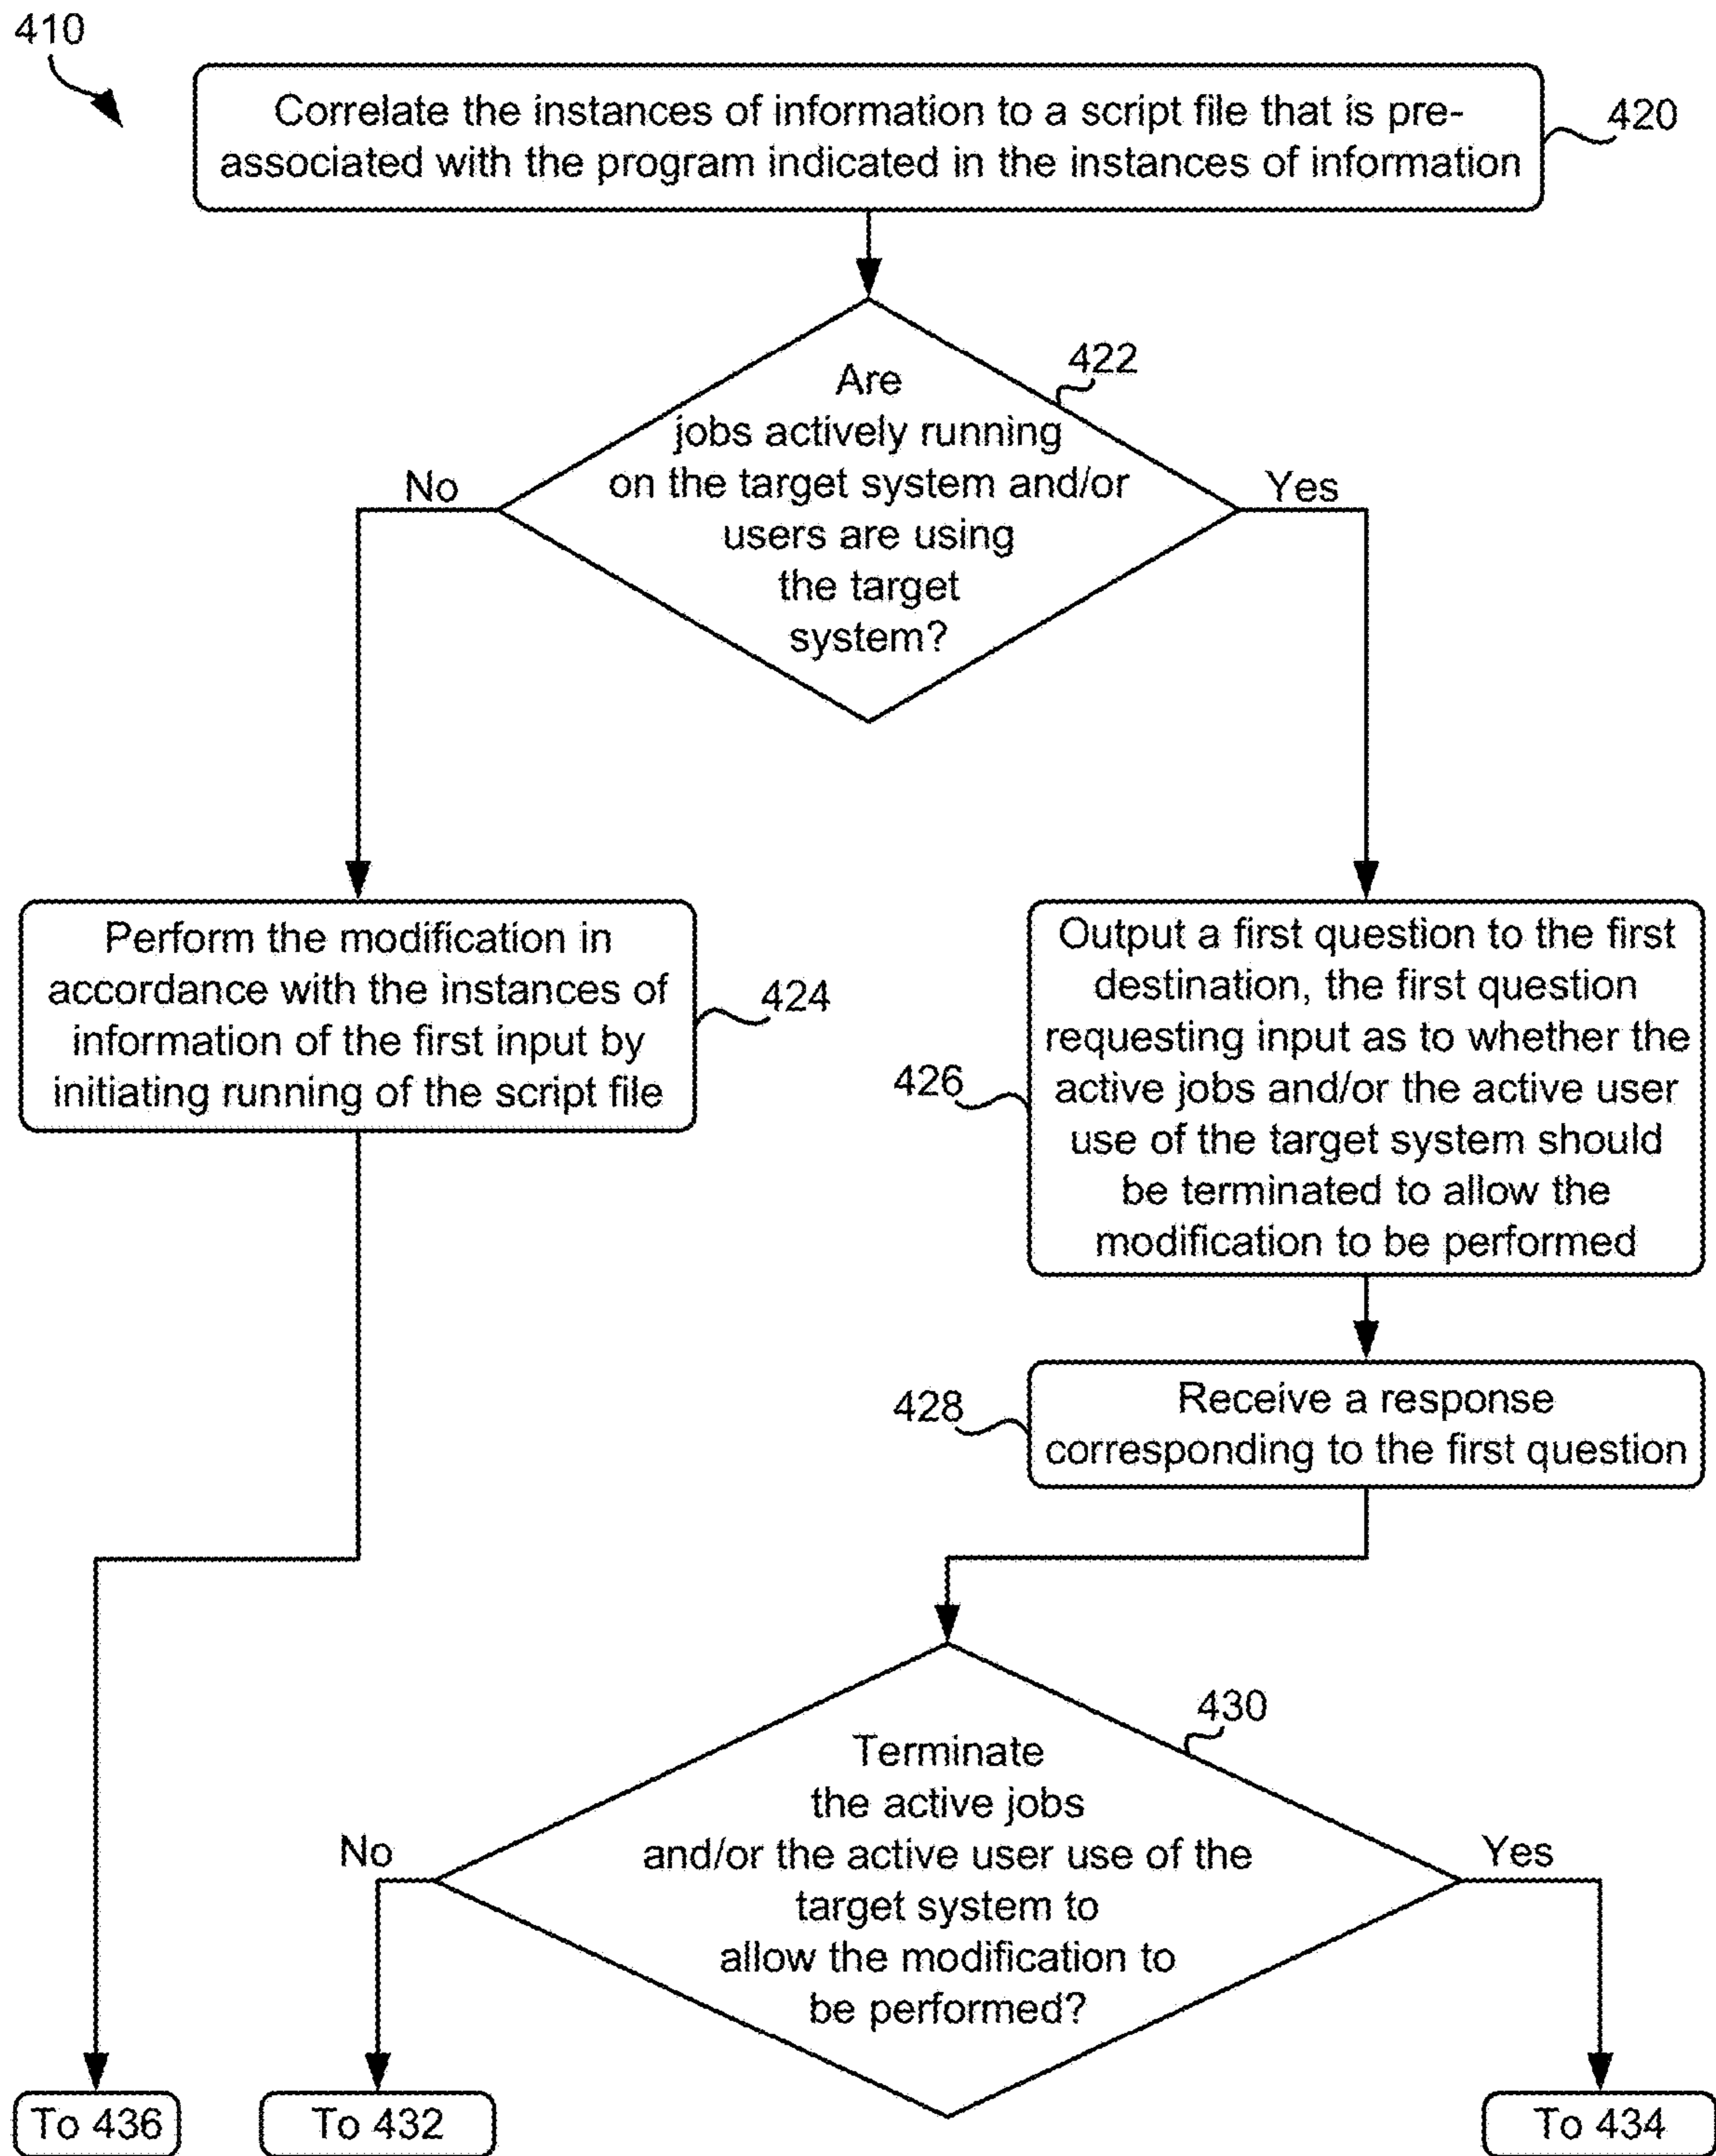 410
Correlate the instances of information to a script file that is pre-
associated with the program indicated in the instances of information
420
422
Are
jobs actively running
on the target system and/or
users are using
the target
system?
No
Yes
Perform the modification in
accordance with the instances of
information of the first input by
initiating running of the script file
424
Output a first question to the first
destination, the first question
requesting input as to whether the
active jobs and/or the active user
use of the target system should
be terminated to allow the
modification to be performed
426
Receive a response
corresponding to the first question
428
430
Terminate
the active jobs
and/or the active user use of the
target system to
allow the modification to
be performed?
No
Yes
To 436
To 432
To 434